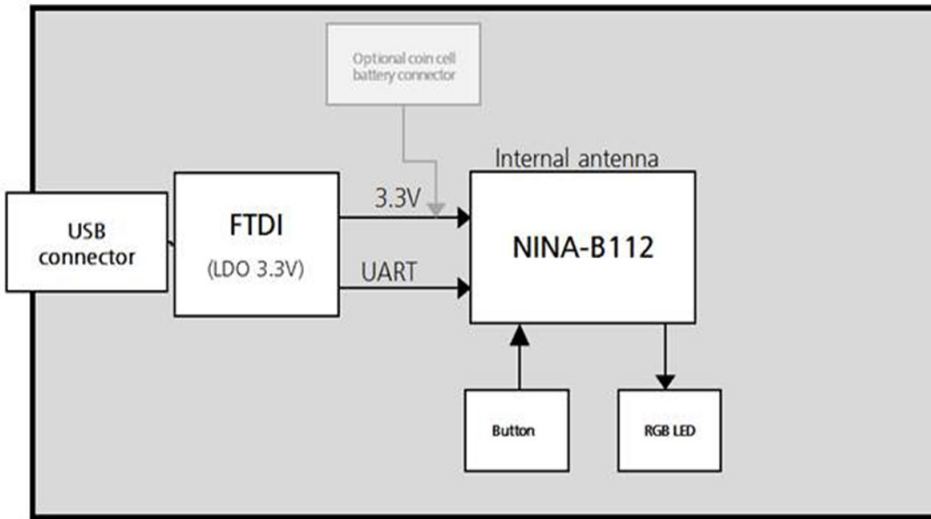 Optional coin cell
battery connector
Internal antenna
USB
connector
FTDI
(LDO 3.3V)
3.3V
UART
NINA-B112
Button
RGB LED